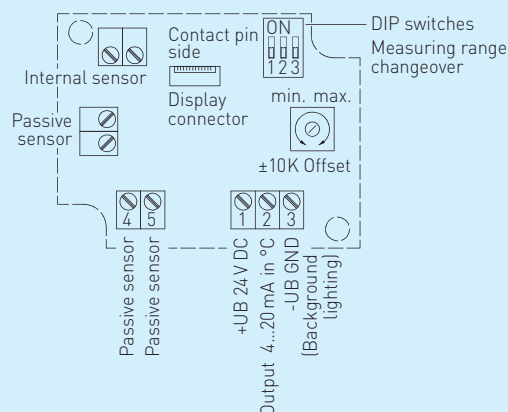 ON
1 2 3
DIP switches
Measuring range
changeover
Contact pin
side
Internal sensor
Display
connector
Passive
sensor
min. max.
±10K Offset
4 5
1 2 3
Passive sensor
Passive sensor
+UB 24 V DC
Output 4...20 mA in °C
-UB GND
(Background
lighting)